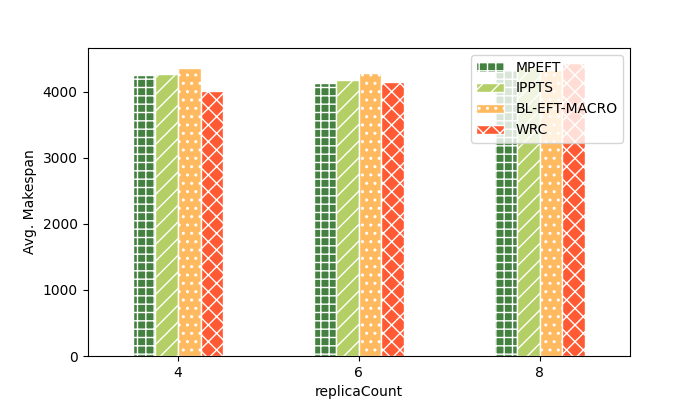 MPEFT
IPPTS
BL-EFT-MACRO
WRC
Avg. Makespan
4000
3000
2000
1000
0
4
6
8
replicaCount